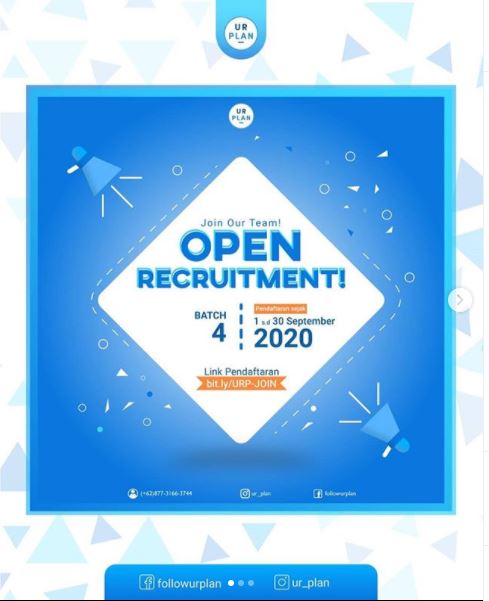 UR
PLAN
UR
PLAN
Join Our Team!
OPEN
RECRUITMENT!
BATCH
4
Pendaftaran sejak
1 s.d 30 September
2020
Link Pendaftaran
bit.ly/URP-JOIN
(+62)877-3166-3744
ur_plan
followurplan
followurplan
ur_plan